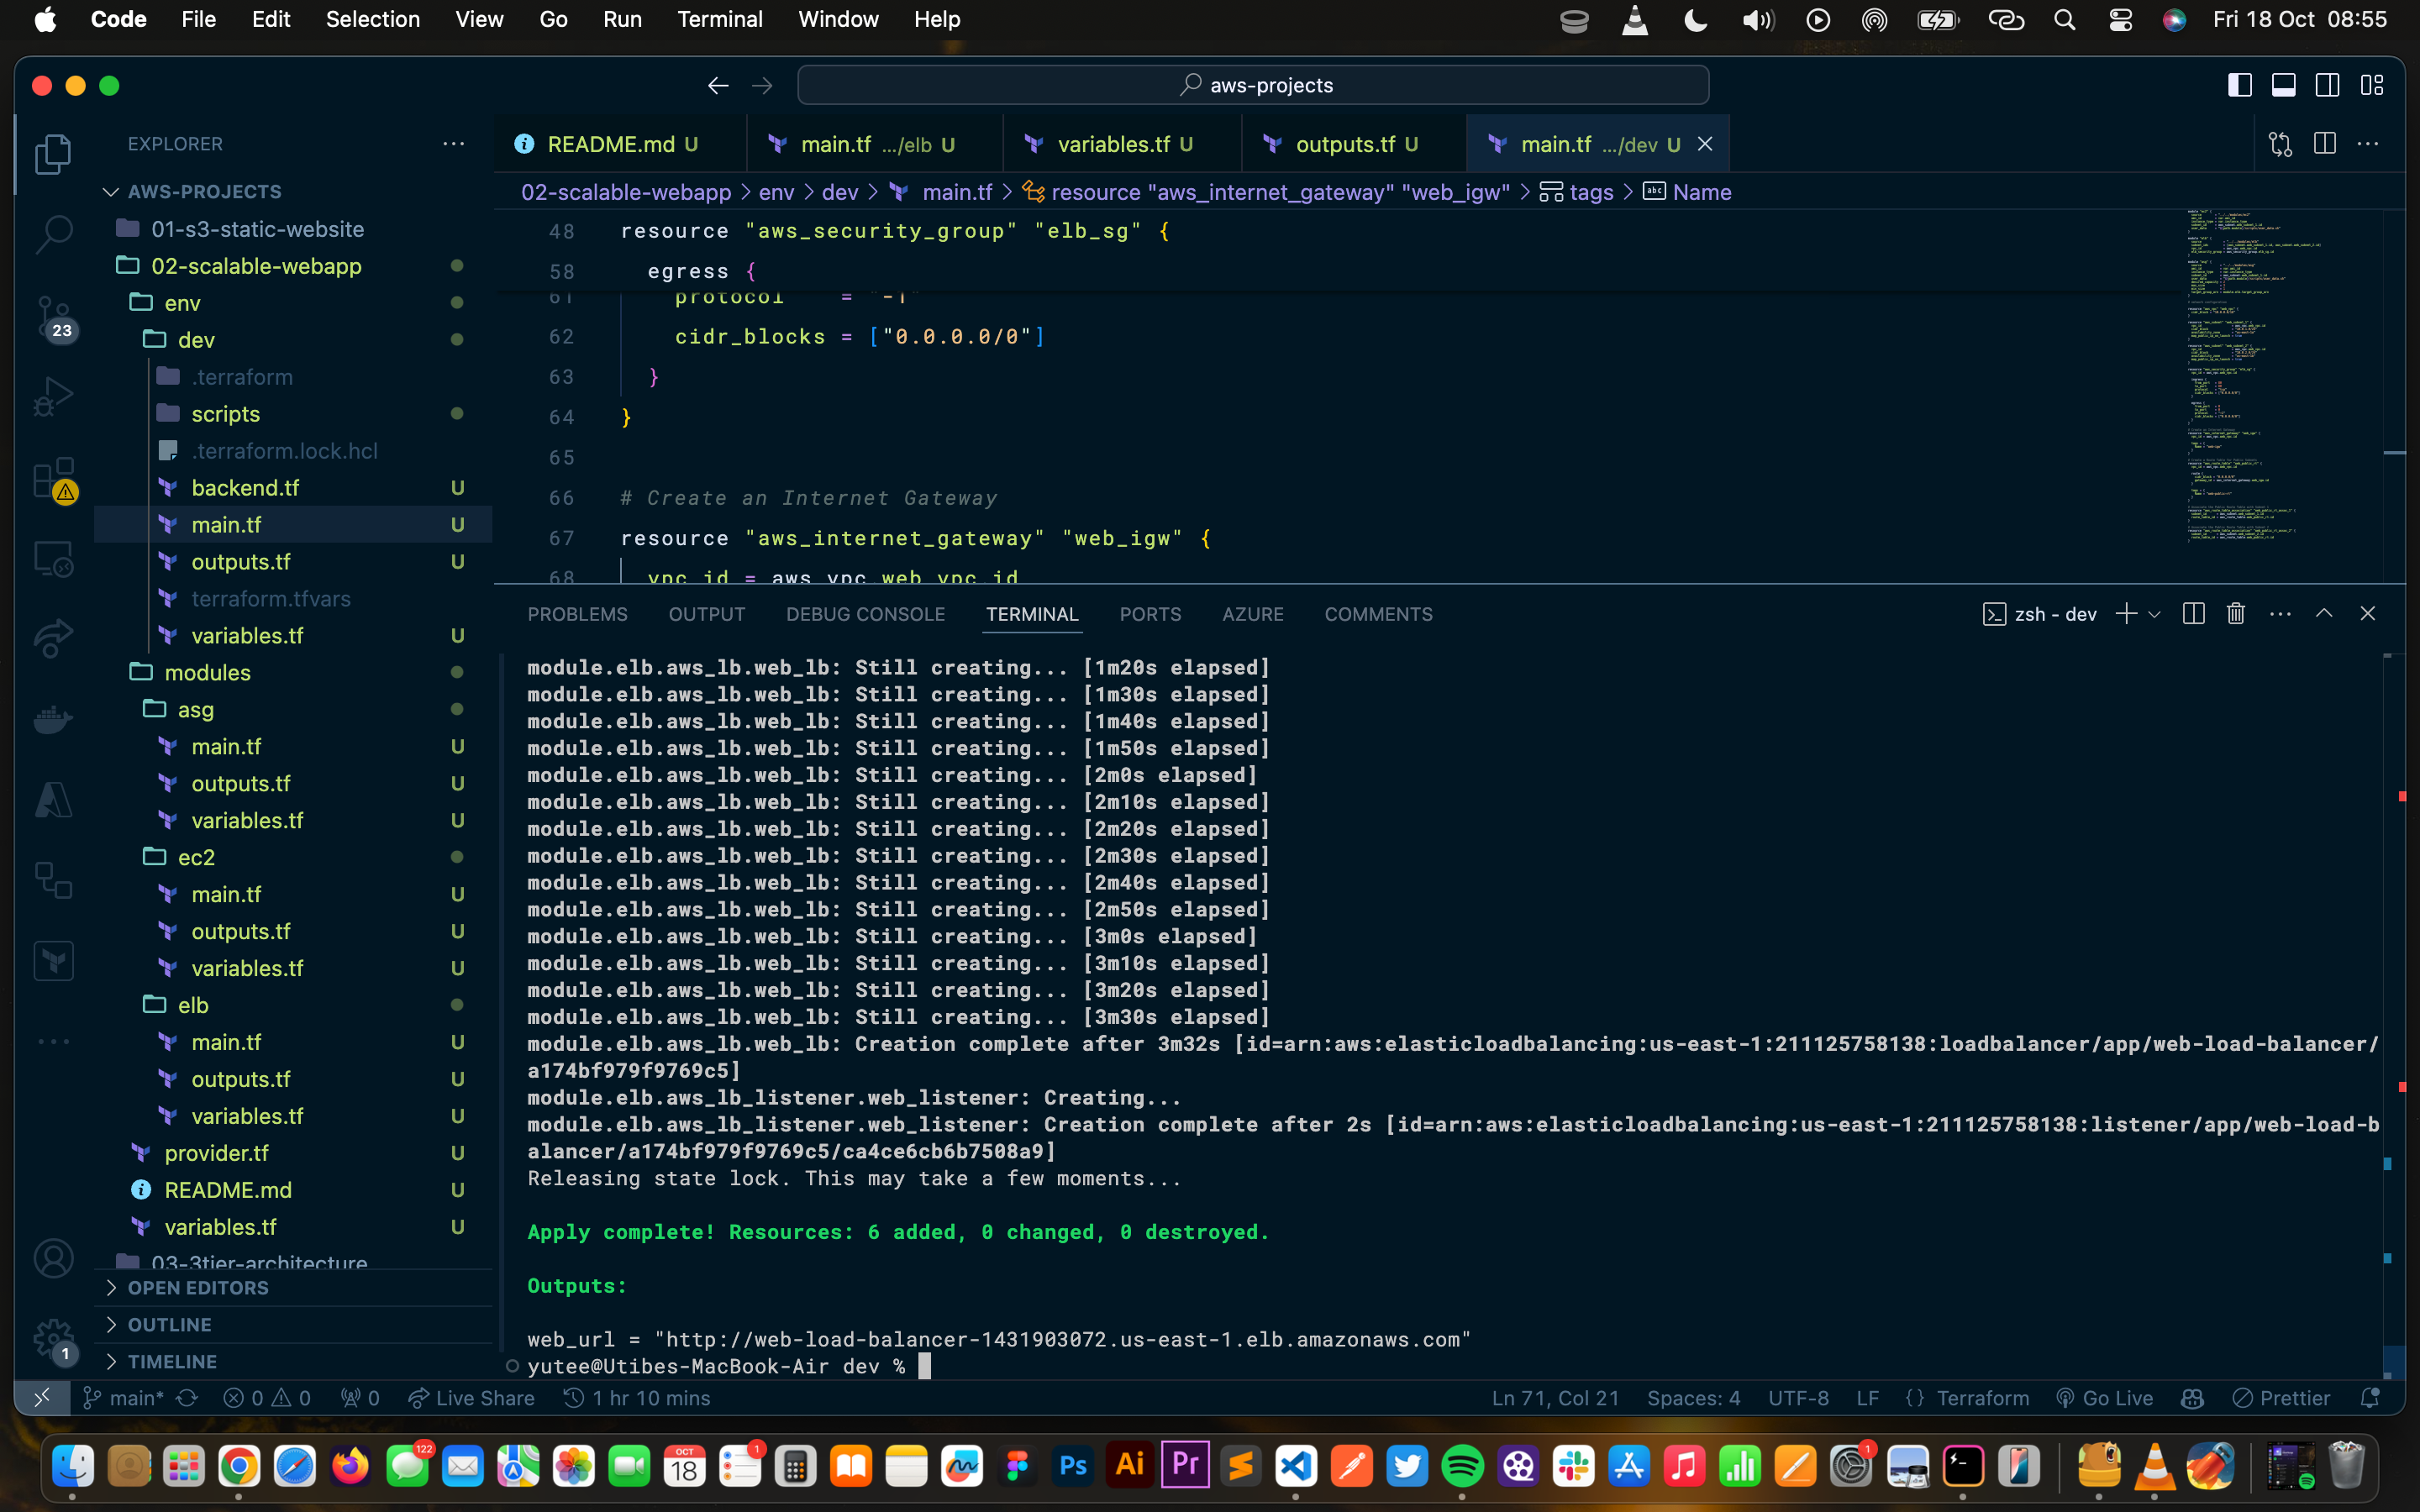 Code File Edit Selection View Go Run Terminal Window Help Fri 18 Oct 08:55
aws-projects
EXPLORER
AWS-PROJECTS
01-s3-static-website
02-scalable-webapp
env
dev
.terraform
scripts
.terraform.lock.hcl
backend.tf U
main.tf U
outputs.tf U
terraform.tfvars
variables.tf U
modules
asg
main.tf U
outputs.tf U
variables.tf U
ec2
main.tf U
outputs.tf U
variables.tf U
elb
main.tf U
outputs.tf U
variables.tf U
provider.tf U
README.md U
variables.tf U
03-3tier-architecture
OPEN EDITORS
OUTLINE
TIMELINE
23
1
README.md U main.tf .../elb U variables.tf U outputs.tf U main.tf .../dev U
02-scalable-webapp > env > dev > main.tf > resource "aws_internet_gateway" "web_igw" > tags > abc Name
48 resource "aws_security_group" "elb_sg" {
58 egress {
61 protocol = "-1"
62 cidr_blocks = ["0.0.0.0/0"]
63 }
64 }
65
66 # Create an Internet Gateway
67 resource "aws_internet_gateway" "web_igw" {
68 vpc_id = aws_vpc.web_vpc.id
PROBLEMS OUTPUT DEBUG CONSOLE TERMINAL PORTS AZURE COMMENTS zsh - dev
module.elb.aws_lb.web_lb: Still creating... [1m20s elapsed]
module.elb.aws_lb.web_lb: Still creating... [1m30s elapsed]
module.elb.aws_lb.web_lb: Still creating... [1m40s elapsed]
module.elb.aws_lb.web_lb: Still creating... [1m50s elapsed]
module.elb.aws_lb.web_lb: Still creating... [2m0s elapsed]
module.elb.aws_lb.web_lb: Still creating... [2m10s elapsed]
module.elb.aws_lb.web_lb: Still creating... [2m20s elapsed]
module.elb.aws_lb.web_lb: Still creating... [2m30s elapsed]
module.elb.aws_lb.web_lb: Still creating... [2m40s elapsed]
module.elb.aws_lb.web_lb: Still creating... [2m50s elapsed]
module.elb.aws_lb.web_lb: Still creating... [3m0s elapsed]
module.elb.aws_lb.web_lb: Still creating... [3m10s elapsed]
module.elb.aws_lb.web_lb: Still creating... [3m20s elapsed]
module.elb.aws_lb.web_lb: Still creating... [3m30s elapsed]
module.elb.aws_lb.web_lb: Creation complete after 3m32s [id=arn:aws:elasticloadbalancing:us-east-1:211125758138:loadbalancer/app/web-load-balancer/
a174bf979f9769c5]
module.elb.aws_lb_listener.web_listener: Creating...
module.elb.aws_lb_listener.web_listener: Creation complete after 2s [id=arn:aws:elasticloadbalancing:us-east-1:211125758138:listener/app/web-load-b
alancer/a174bf979f9769c5/ca4ce6cb6b7508a9]
Releasing state lock. This may take a few moments...
Apply complete! Resources: 6 added, 0 changed, 0 destroyed.
Outputs:
web_url = "http://web-load-balancer-1431903072.us-east-1.elb.amazonaws.com"
yutee@Utibes-MacBook-Air dev %
main* 0 0 0 Live Share 1 hr 10 mins Ln 71, Col 21 Spaces: 4 UTF-8 LF {} Terraform Go Live Prettier
122 OCT 18 1 Ps Ai Pr 1